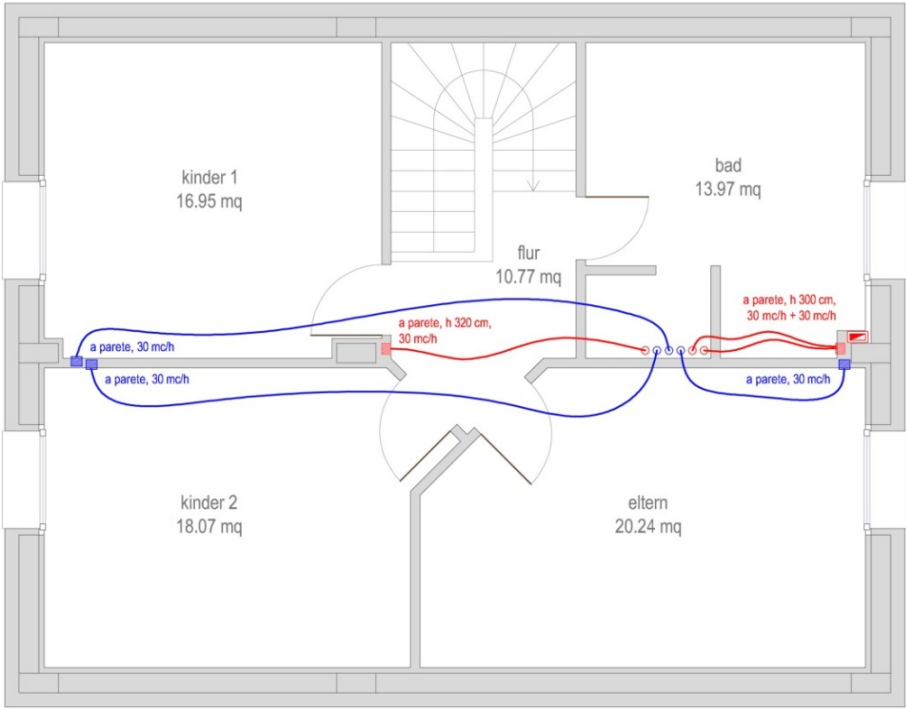 kinder 1
16.95 mq
bad
13.97 mq
flur
10.77 mq
a parete, h 300 cm,
30 mc/h + 30 mc/h
a parete, h 320 cm,
30 mc/h
a parete, 30 mc/h
a parete, 30 mc/h
a parete, 30 mc/h
kinder 2
18.07 mq
eltern
20.24 mq